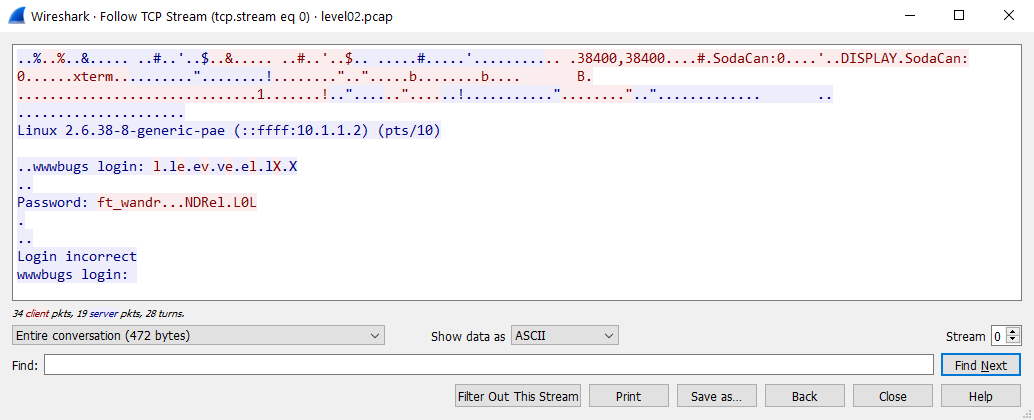 Wireshark · Follow TCP Stream (tcp.stream eq 0) · level02.pcap
..%..%..&..... ..#..'..$..&..... ..#..'..$.. .....#.....'........... .38400,38400....#.SodaCan:0....'..DISPLAY.SodaCan:
0......xterm.........."........!........"..".....b........b.... B.
..............................1.......!.."......".....!..........."........"..".............. ..
.....................
Linux 2.6.38-8-generic-pae (::ffff:10.1.1.2) (pts/10)
..wwwbugs login: l.le.ev.ve.el.lX.X
..
Password: ft_wandr...NDRel.L0L
.
..
Login incorrect
wwwbugs login:
34 client pkts, 19 server pkts, 28 turns.
Entire conversation (472 bytes) Show data as ASCII Stream 0
Find: Find Next
Filter Out This Stream Print Save as... Back Close Help